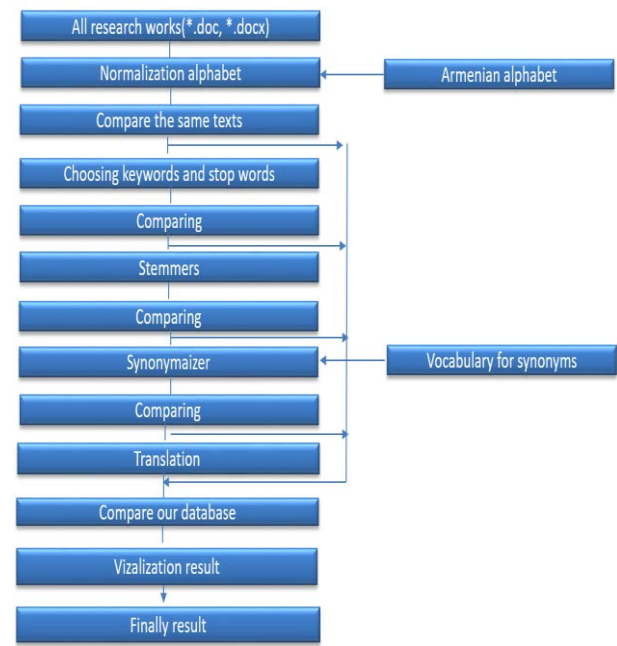 All research works(*.doc, *.docx)
Normalization alphabet
Armenian alphabet
Compare the same texts
Choosing keywords and stop words
Comparing
Stemmers
Comparing
Synonymaizer
Vocabulary for synonyms
Comparing
Translation
Compare our database
Vizalization result
Finally result